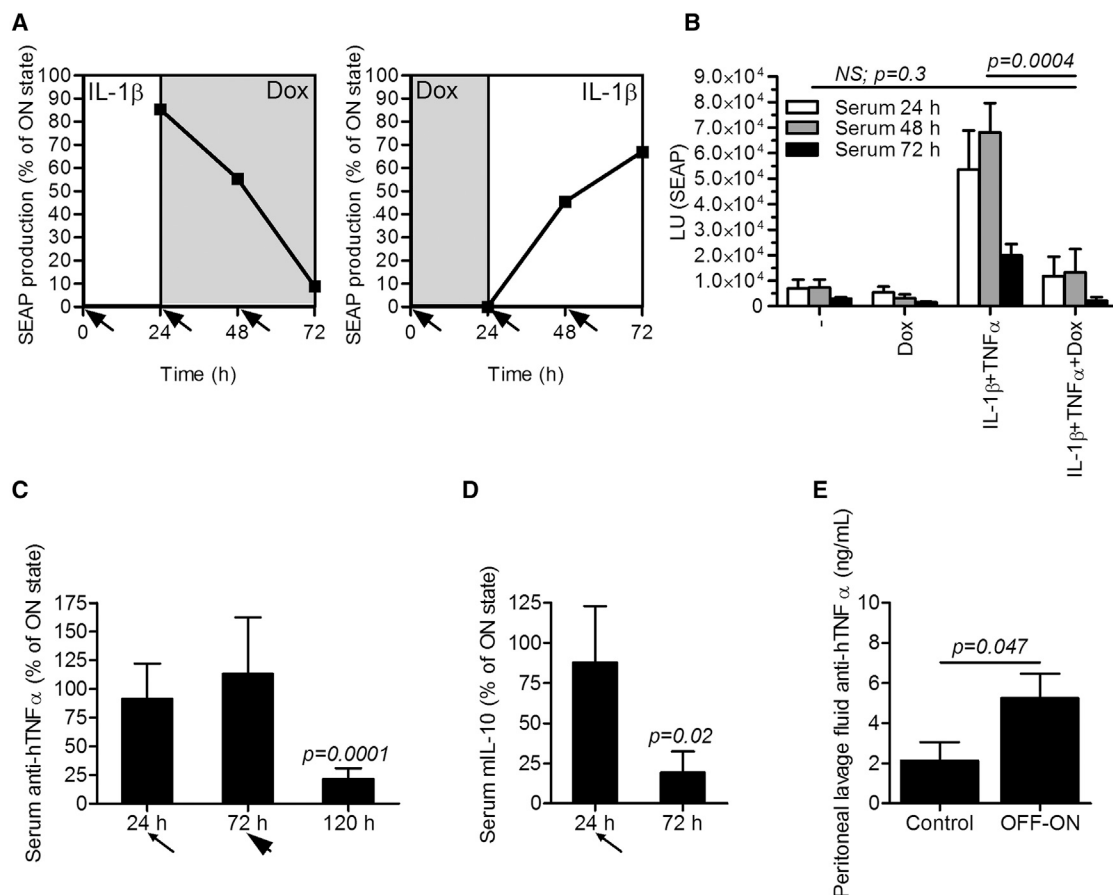 A
SEAP production (% of ON state)
100
90
80
70
60
50
40
30
20
10
0
IL-1β
Dox
0 24 48 72
Time (h)
SEAP production (% of ON state)
100
90
80
70
60
50
40
30
20
10
0
Dox
IL-1β
0 24 48 72
Time (h)
B
NS; p=0.3
p=0.0004
LU (SEAP)
9.0×10⁴
8.0×10⁴
7.0×10⁴
6.0×10⁴
5.0×10⁴
4.0×10⁴
3.0×10⁴
2.0×10⁴
1.0×10⁴
0
Serum 24 h
Serum 48 h
Serum 72 h
-
Dox
IL-1β+TNFα
IL-1β+TNFα+Dox
C
Serum anti-hTNFα (% of ON state)
175
150
125
100
75
50
25
0
p=0.0001
24 h 72 h 120 h
D
Serum mIL-10 (% of ON state)
125
100
75
50
25
0
p=0.02
24 h 72 h
E
Peritoneal lavage fluid anti-hTNFα (ng/mL)
10
8
6
4
2
0
p=0.047
Control OFF-ON